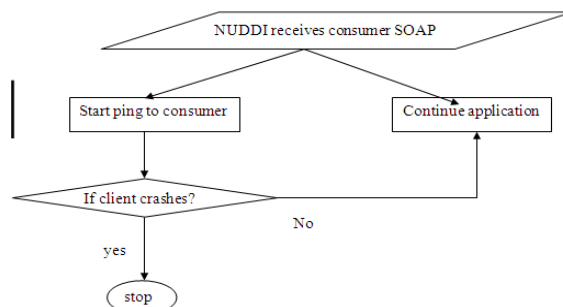 NUDDI receives consumer SOAP
Start ping to consumer
Continue application
If client crashes?
No
yes
stop